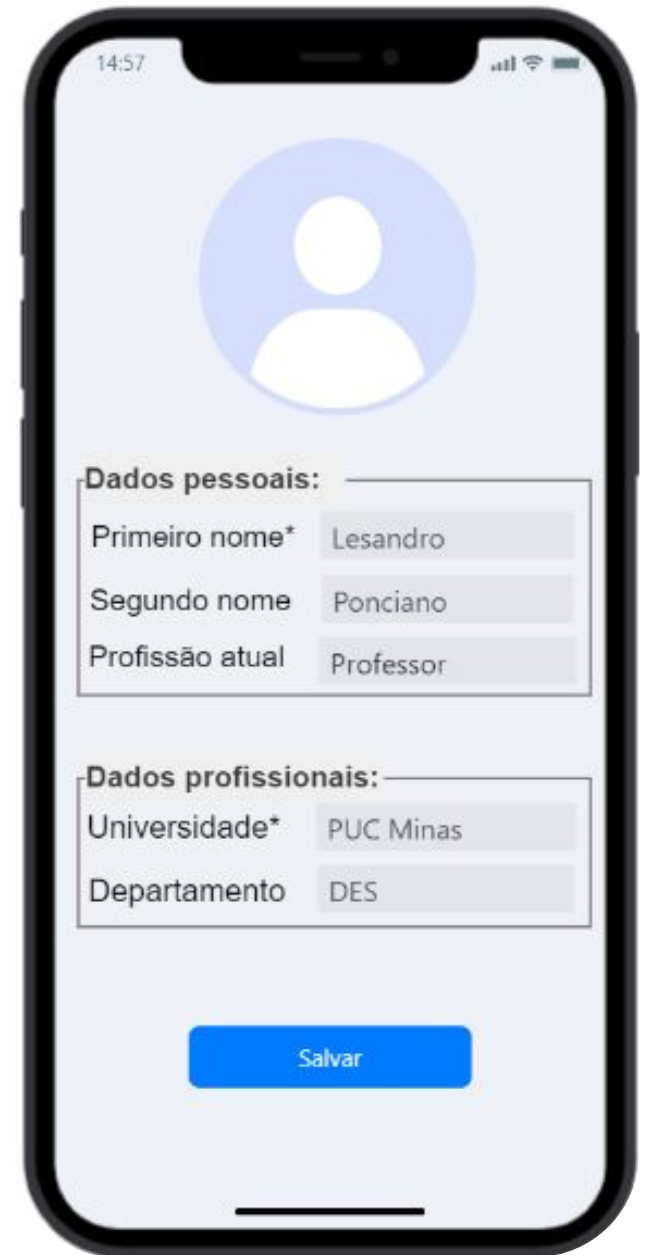 14:57
Dados pessoais:
Primeiro nome* Lesandro
Segundo nome Ponciano
Profissão atual Professor
Dados profissionais:
Universidade* PUC Minas
Departamento DES
Salvar